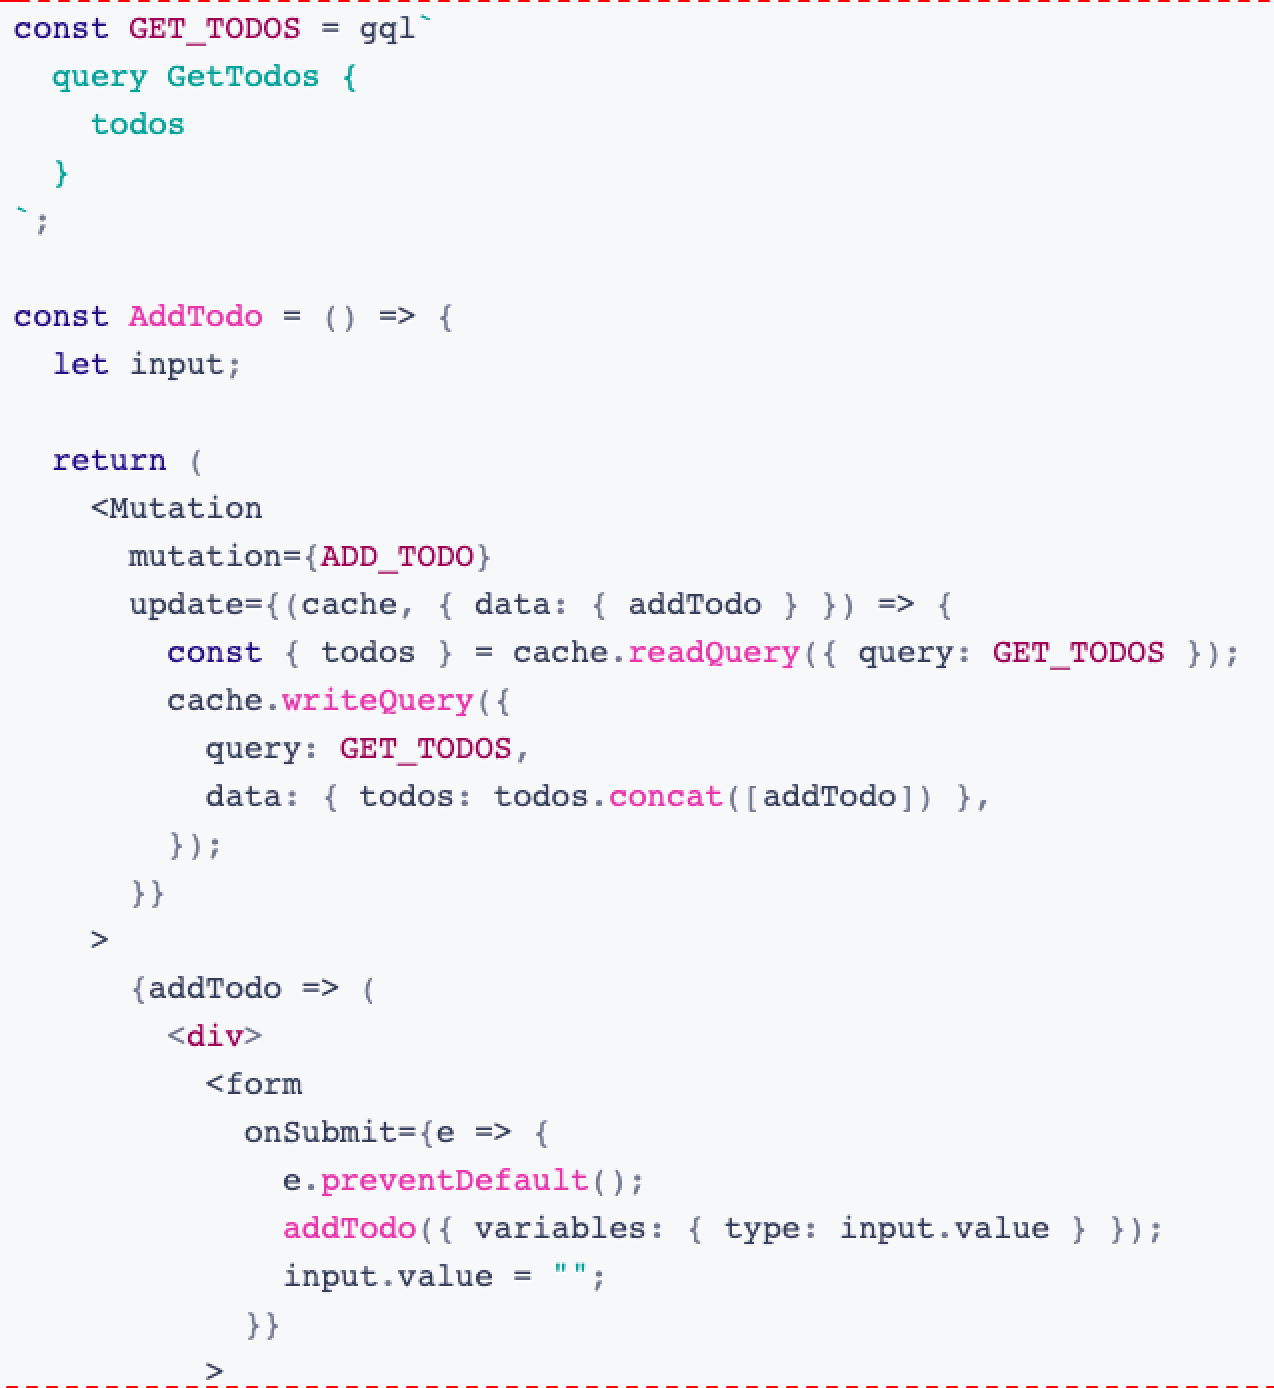 const GET_TODOS = gql`
  query GetTodos {
    todos
  }
`;

const AddTodo = () => {
  let input;

  return (
    <Mutation
      mutation={ADD_TODO}
      update={(cache, { data: { addTodo } }) => {
        const { todos } = cache.readQuery({ query: GET_TODOS });
        cache.writeQuery({
          query: GET_TODOS,
          data: { todos: todos.concat([addTodo]) },
        });
      }}
    >
      {addTodo => (
        <div>
          <form
            onSubmit={e => {
              e.preventDefault();
              addTodo({ variables: { type: input.value } });
              input.value = "";
            }}
          >